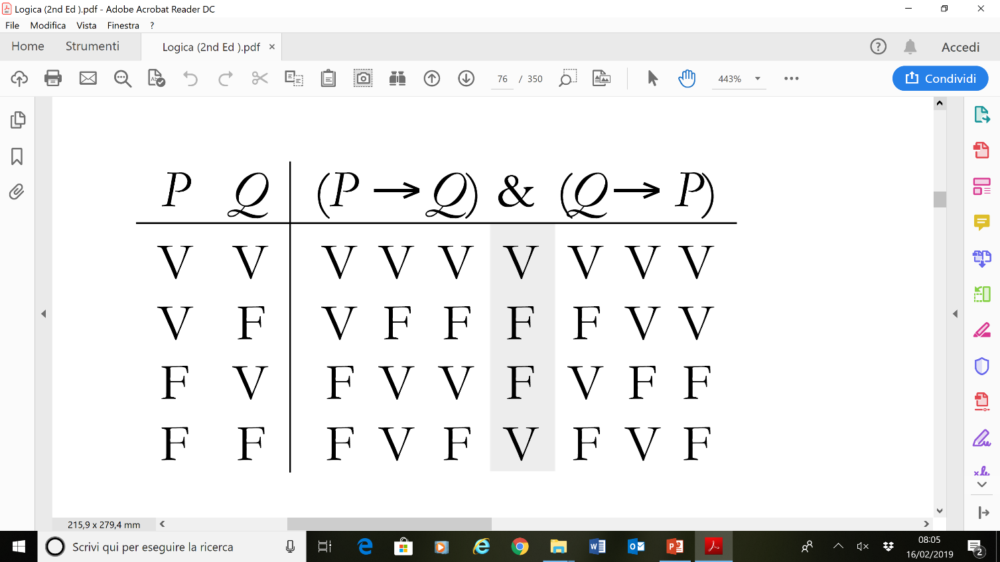 Logica (2nd Ed ).pdf - Adobe Acrobat Reader DC
File Modifica Vista Finestra ?
Home Strumenti Logica (2nd Ed ).pdf × Accedi
76 / 350 443% Condividi
P Q (P → Q) & (Q → P)
V V V V V V V V V
V F V F F F F V V
F V F V V F V F F
F F F V F V F V F
215,9 x 279,4 mm
Scrivi qui per eseguire la ricerca
08:05
16/02/2019
2